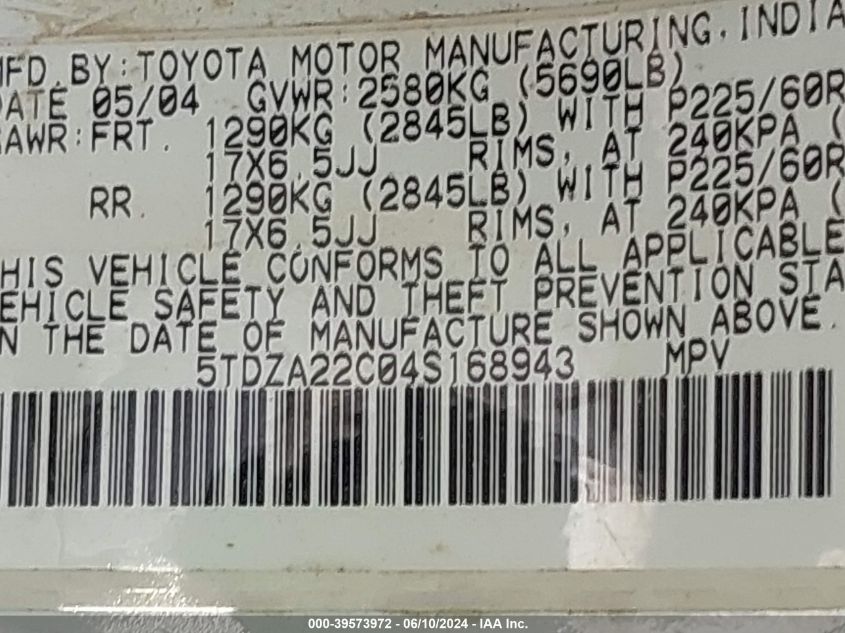 MFD.BY:TOYOTA MOTOR MANUFACTURING,INDIA
DATE 05/04 GVWR:2580KG (5690LB)
GAWR:FRT. 1290KG (2845LB) WITH P225/60R
17X6.5JJ RIMS, AT 240KPA (
RR. 1290KG (2845LB) WITH P225/60R
17X6.5JJ RIMS, AT 240KPA (
HIS VEHICLE CONFORMS TO ALL APPLICABLE
EHICLE SAFETY AND THEFT PREVENTION STA
N THE DATE OF MANUFACTURE SHOWN ABOVE.
5TDZA22C04S168943 MPV
000-39573972 - 06/10/2024 - IAA Inc.